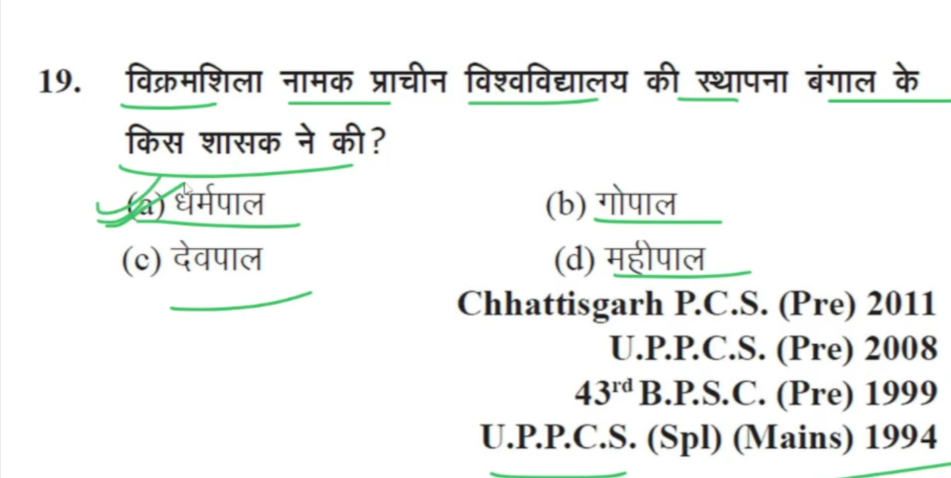 19. विक्रमशिला नामक प्राचीन विश्वविद्यालय की स्थापना बंगाल के
किस शासक ने की?
(a) धर्मपाल (b) गोपाल
(c) देवपाल (d) महीपाल
Chhattisgarh P.C.S. (Pre) 2011
U.P.P.C.S. (Pre) 2008
43rd B.P.S.C. (Pre) 1999
U.P.P.C.S. (Spl) (Mains) 1994